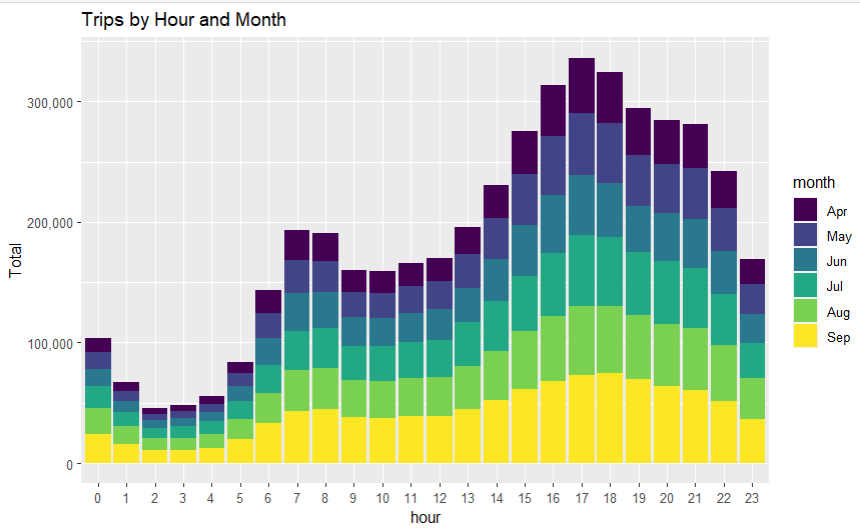 Trips by Hour and Month
300,000
200,000
100,000
0
Total
0 1 2 3 4 5 6 7 8 9 10 11 12 13 14 15 16 17 18 19 20 21 22 23
hour
month
Apr
May
Jun
Jul
Aug
Sep